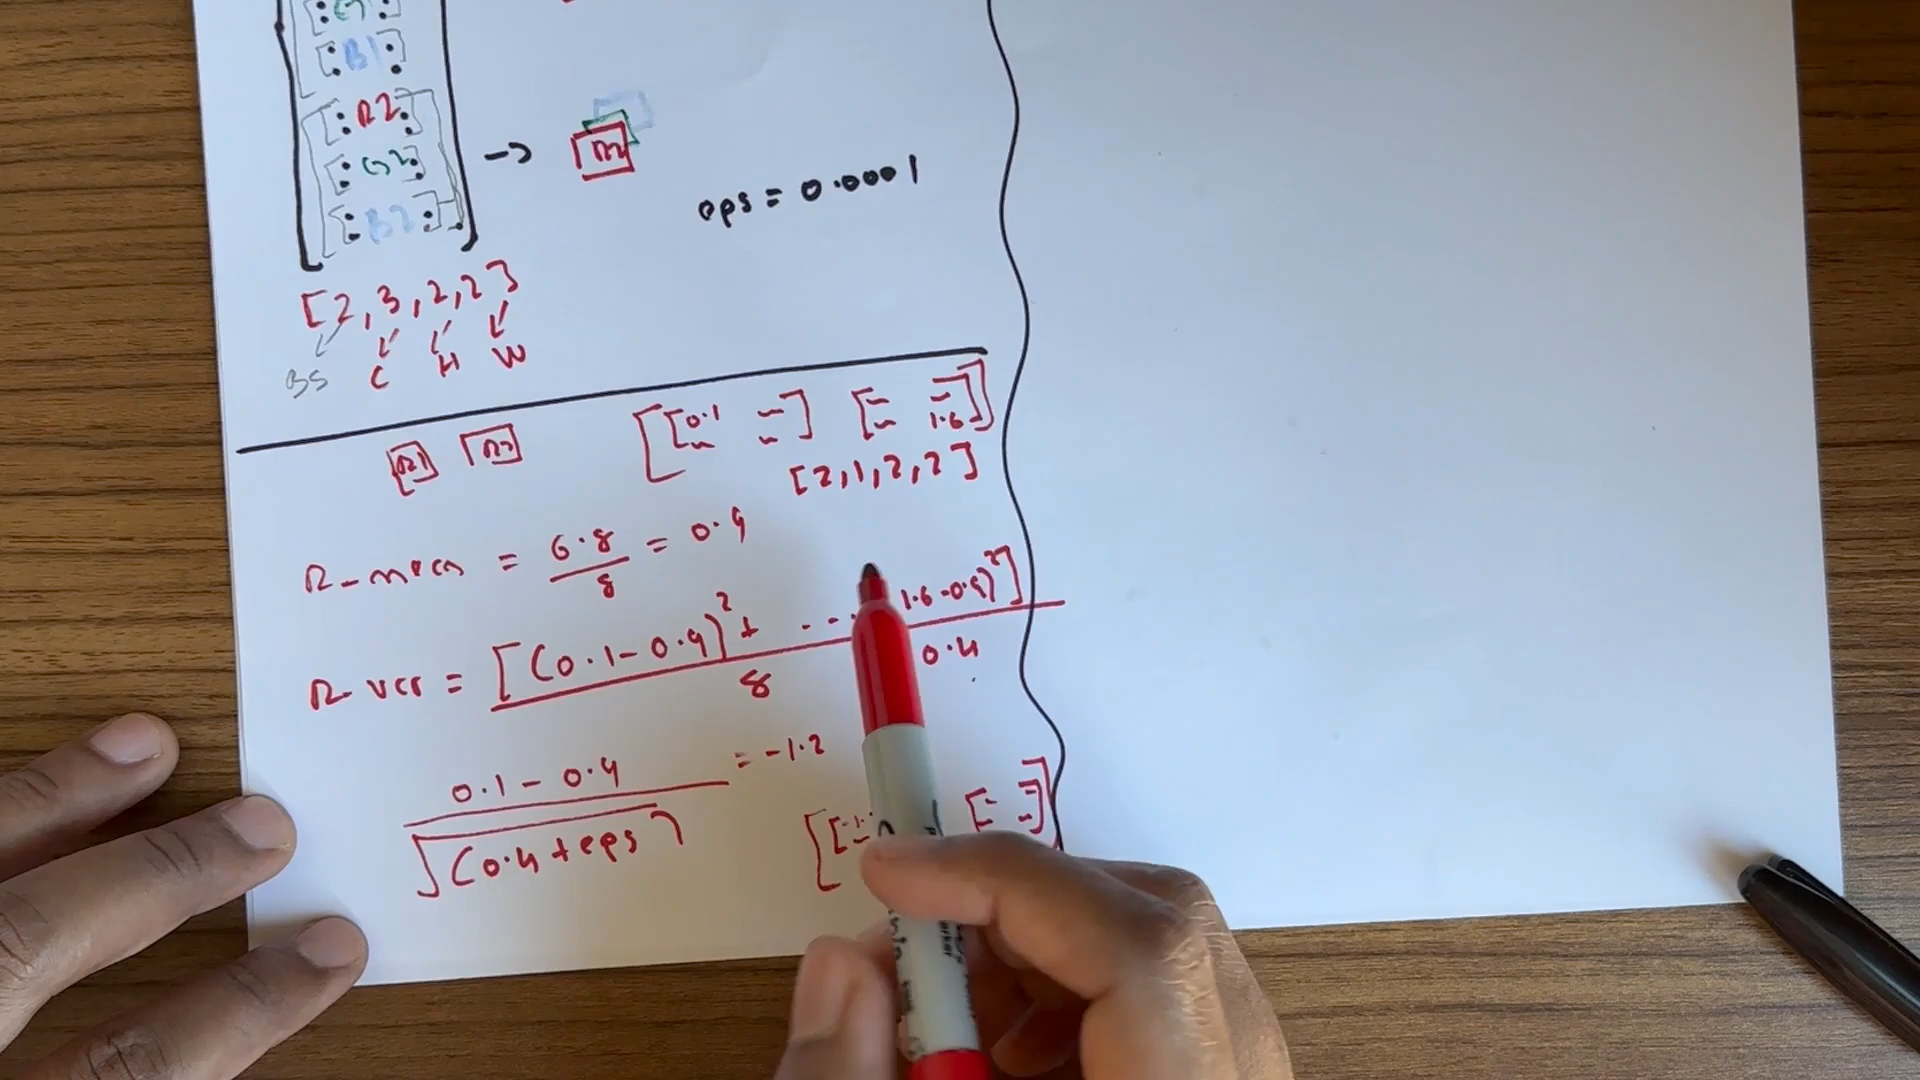 G1
B1
R2
G2
B2
R2
eps = 0.0001
[2, 3, 2, 2]
BS C H W
R1 R2 [[0.1 - - -] [- - - 1.6]]
[2, 1, 2, 2]
R-mean = 6.8 / 8 = 0.9
R-var = [(0.1 - 0.9)² + ... 1.6 - 0.9)²] / 8
0.4
0.1 - 0.9 / √(0.4 + eps) = -1.2